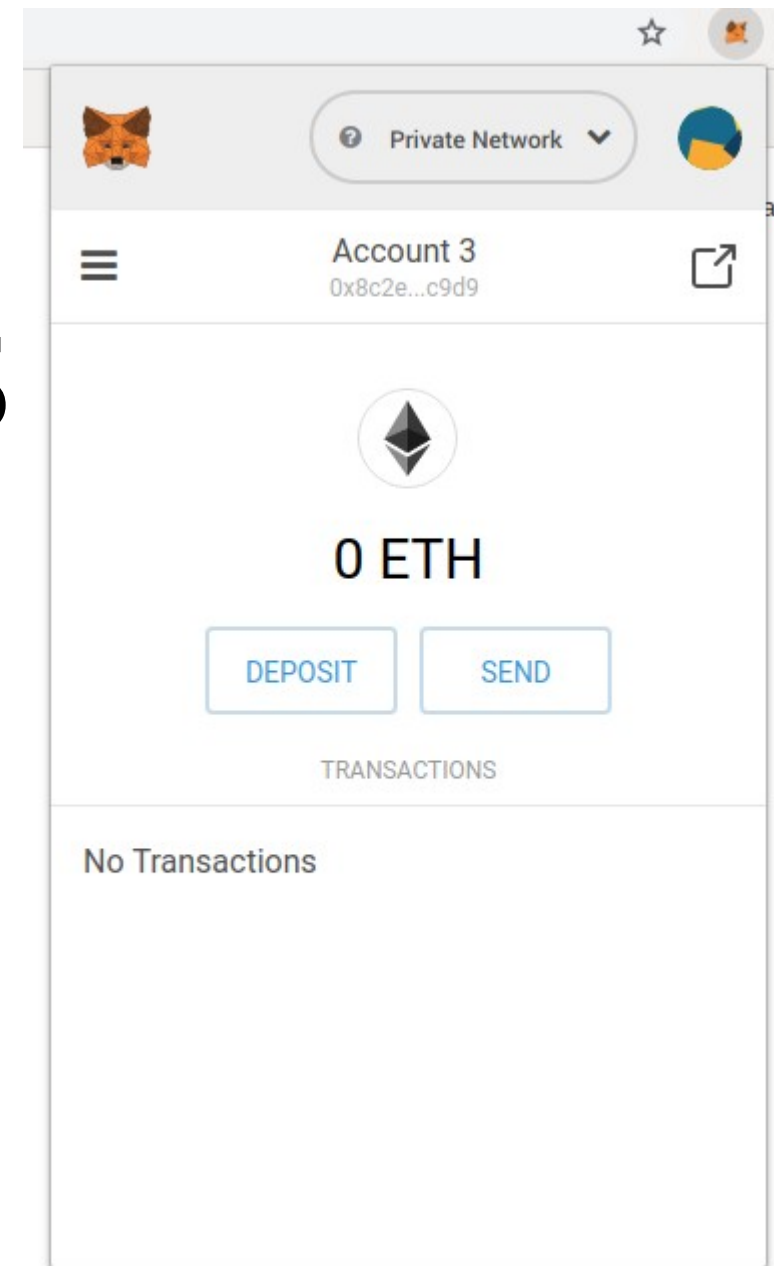 Private Network
Account 3
0x8c2e...c9d9
0 ETH
DEPOSIT SEND
TRANSACTIONS
No Transactions